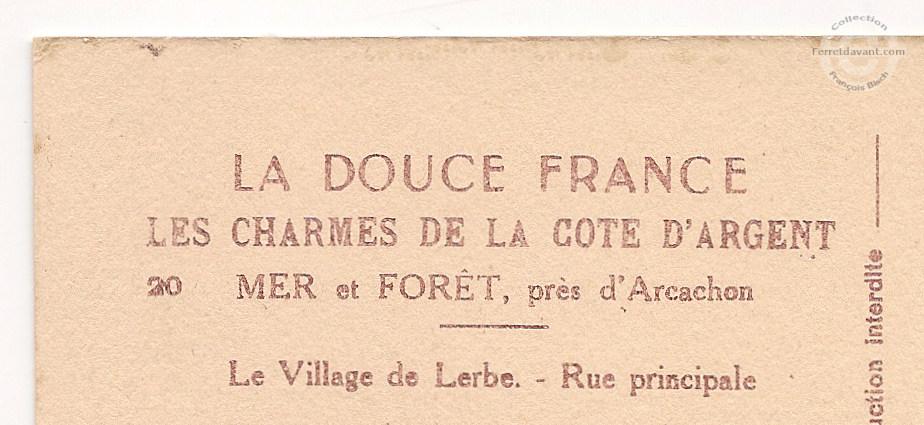 Collection
Ferretdavant.com
François Bisch
LA DOUCE FRANCE
LES CHARMES DE LA COTE D'ARGENT
20 MER et FORÊT, près d'Arcachon
Le Village de Lerbe. - Rue principale
uction interdite